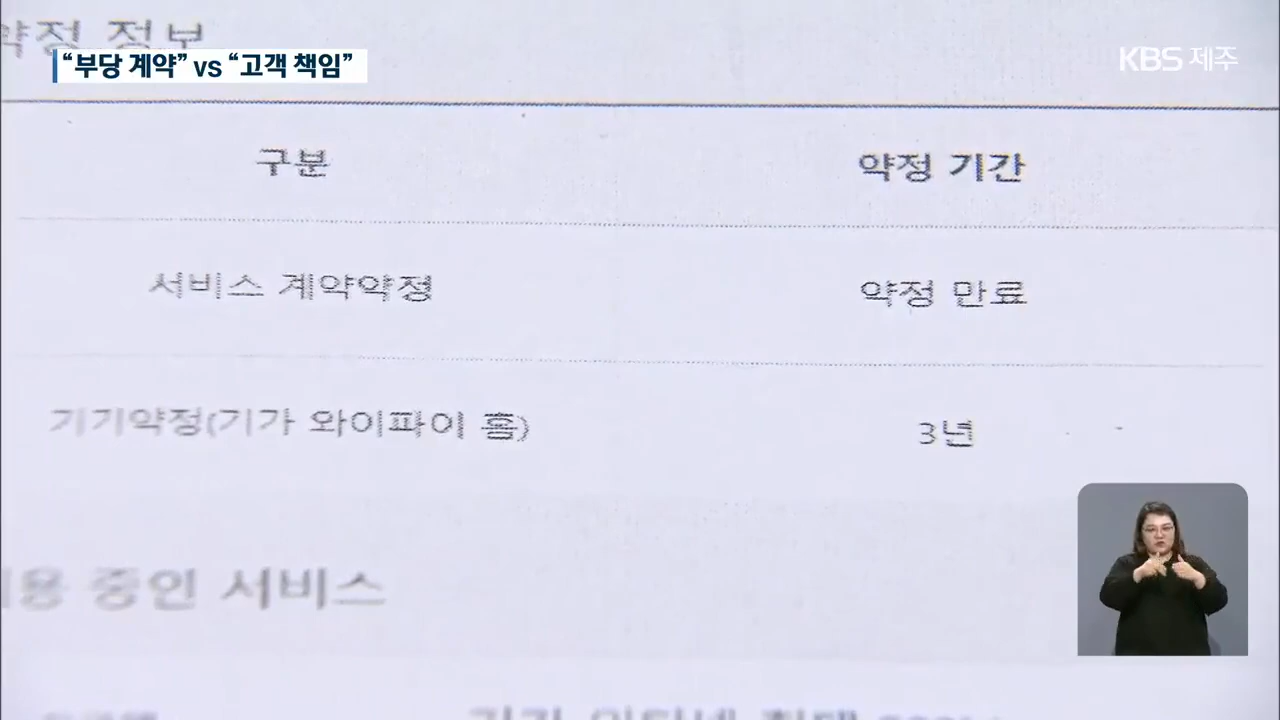 약정 정보
“부당 계약” vs “고객 책임”
KBS 제주
구분 약정 기간
서비스 계약약정 약정 만료
기기약정(기가 와이파이 홈) 3년
이용 중인 서비스